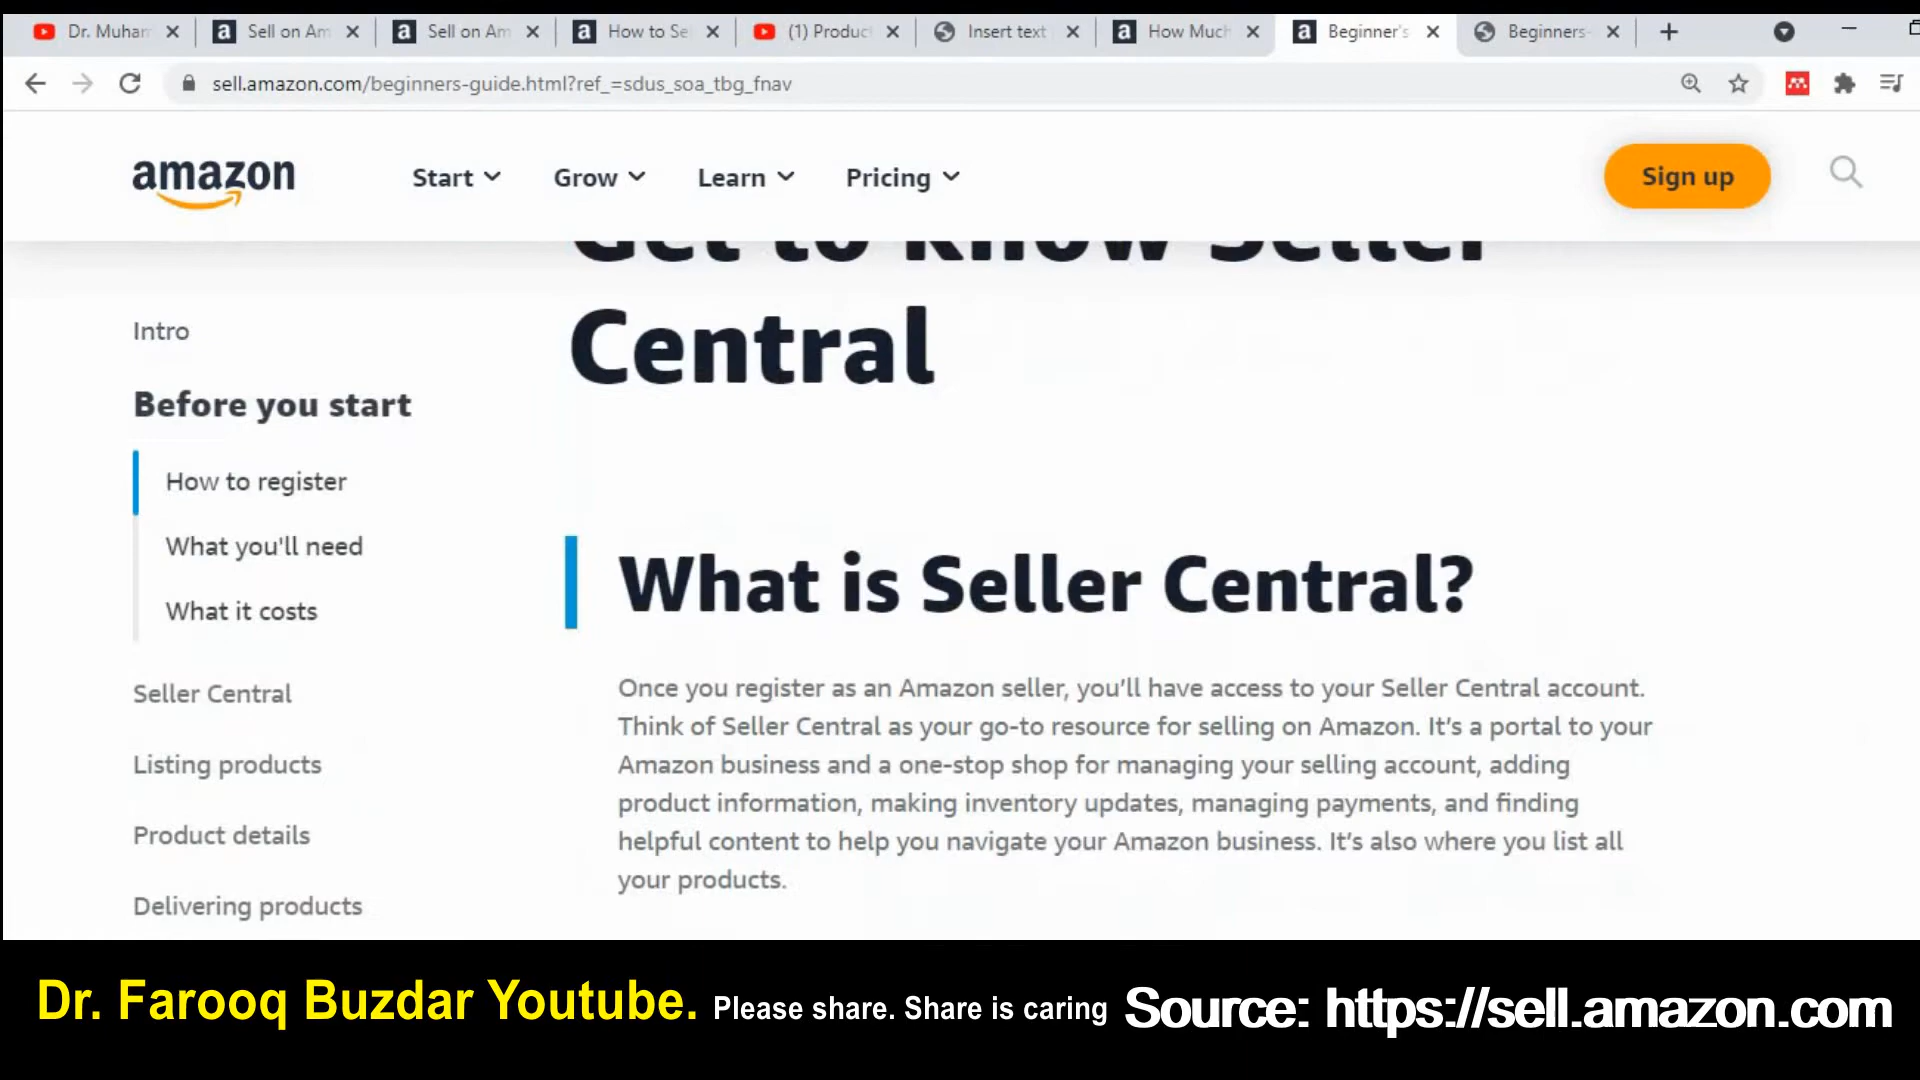 Dr. Muham
Sell on Am
Sell on Am
How to Sel
(1) Product
Insert text
How Much
Beginner's
Beginners-
sell.amazon.com/beginners-guide.html?ref_=sdus_soa_tbg_fnav
amazon
Start
Grow
Learn
Pricing
Sign up
Get to know Seller
Central
Intro
Before you start
How to register
What you'll need
What it costs
Seller Central
Listing products
Product details
Delivering products
What is Seller Central?
Once you register as an Amazon seller, you’ll have access to your Seller Central account.
Think of Seller Central as your go-to resource for selling on Amazon. It’s a portal to your
Amazon business and a one-stop shop for managing your selling account, adding
product information, making inventory updates, managing payments, and finding
helpful content to help you navigate your Amazon business. It’s also where you list all
your products.
Dr. Farooq Buzdar Youtube. Please share. Share is caring Source: https://sell.amazon.com